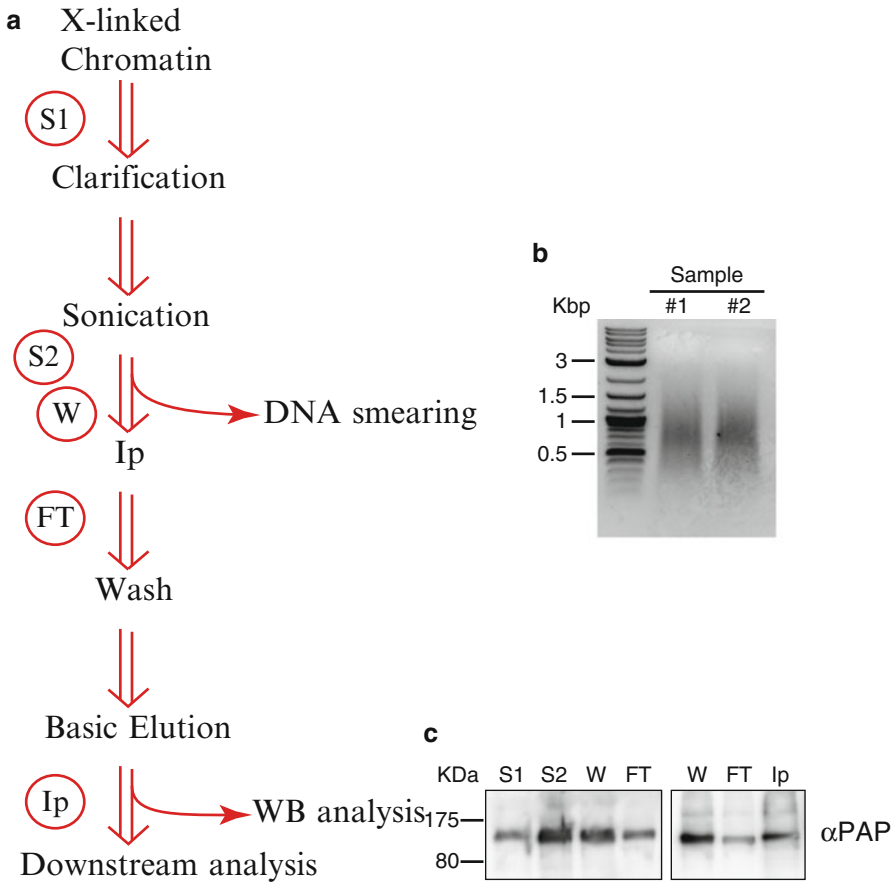 a
X-linked
Chromatin
S1
Clarification
Sonication
S2
W
DNA smearing
Ip
FT
Wash
Basic Elution
Ip
WB analysis
Downstream analysis
b
Sample
Kbp #1 #2
3
1.5
1
0.5
c
KDa S1 S2 W FT W FT Ip
175
80
αPAP